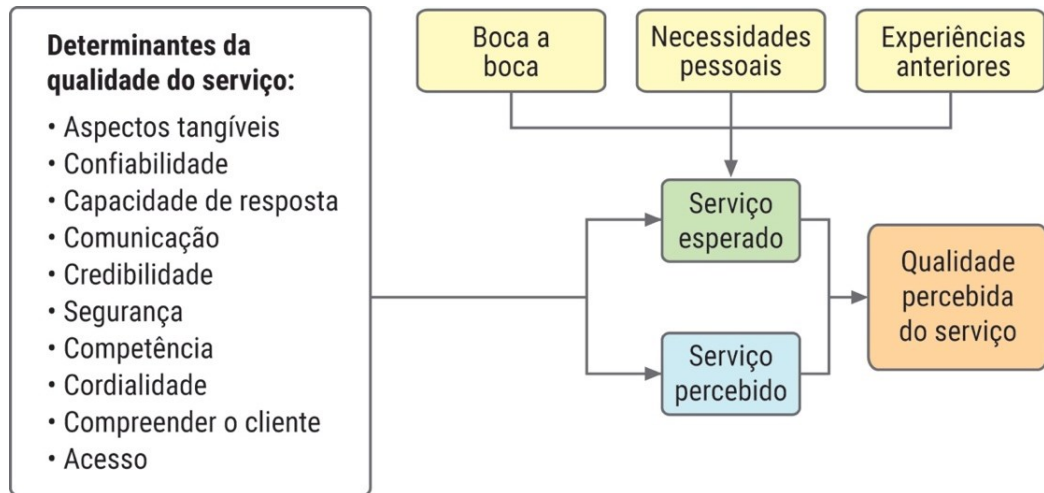 Determinantes da
qualidade do serviço:
• Aspectos tangíveis
• Confiabilidade
• Capacidade de resposta
• Comunicação
• Credibilidade
• Segurança
• Competência
• Cordialidade
• Compreender o cliente
• Acesso
Boca a
boca
Necessidades
pessoais
Experiências
anteriores
Serviço
esperado
Serviço
percebido
Qualidade
percebida
do serviço